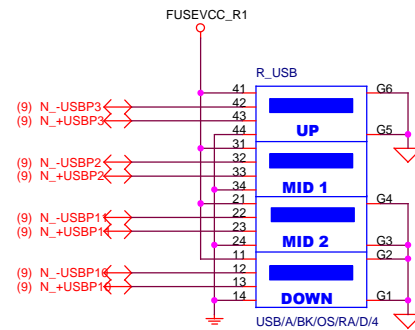 FUSEVCC_R1
R_USB
41 G6
(9) N_-USBP3 42
(9) N_+USBP3 43
44 UP G5
31
(9) N_-USBP2 32
(9) N_+USBP2 33
34 MID 1
21 G4
(9) N_-USBP11 22
(9) N_+USBP11 23
24 MID 2 G3
11 G2
(9) N_-USBP10 12
(9) N_+USBP10 13
14 DOWN G1
USB/A/BK/OS/RA/D/4